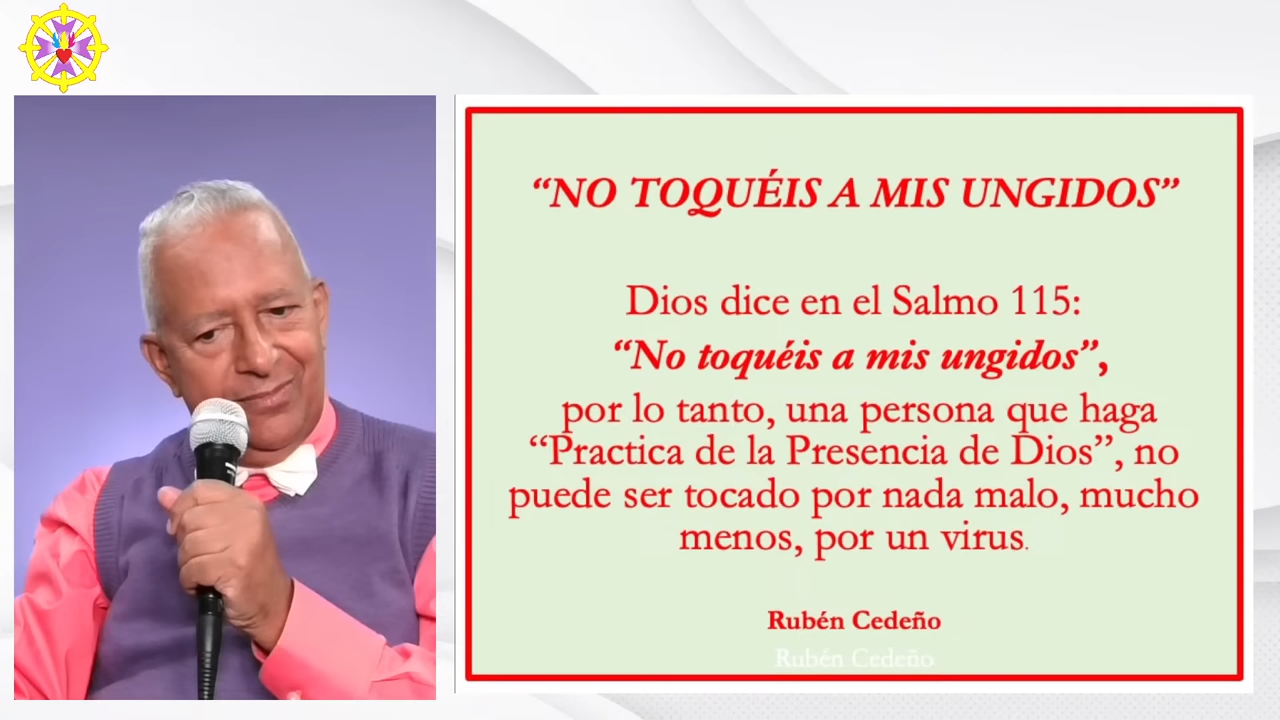 “NO TOQUÉIS A MIS UNGIDOS”
Dios dice en el Salmo 115:
“No toquéis a mis ungidos”,
por lo tanto, una persona que haga
“Practica de la Presencia de Dios”, no
puede ser tocado por nada malo, mucho
menos, por un virus.
Rubén Cedeño
Rubén Cedeño